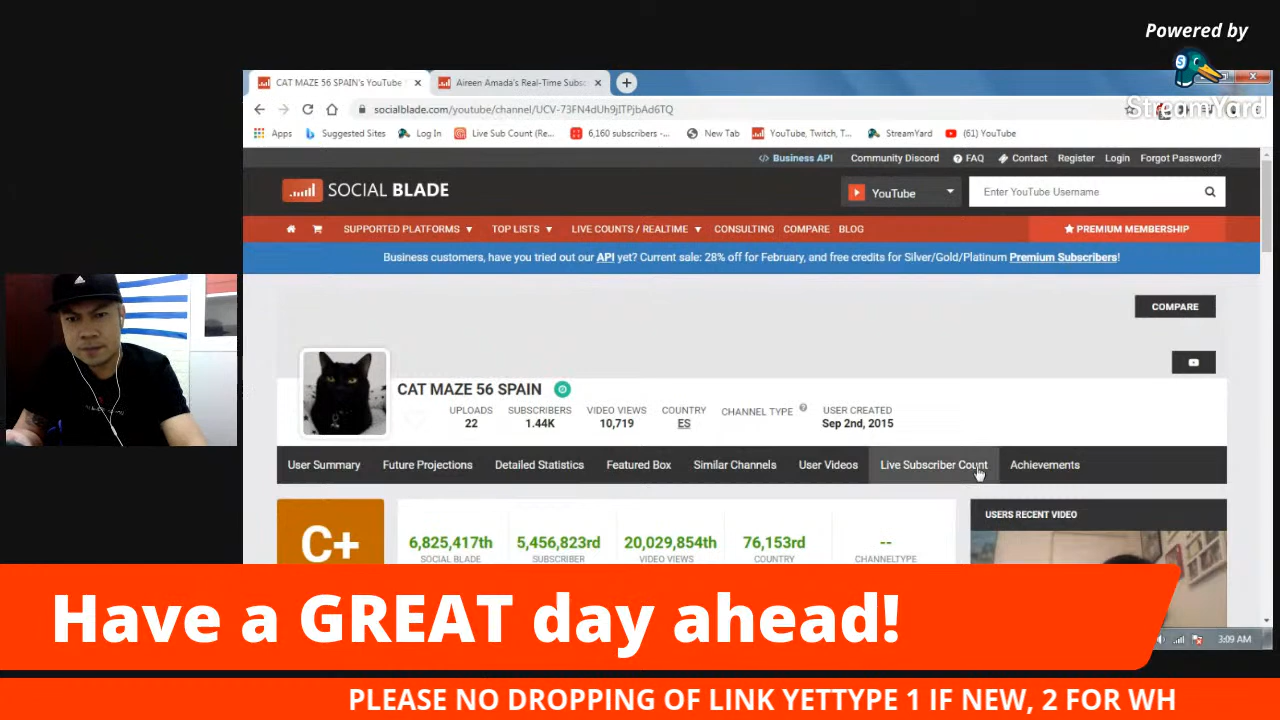 Powered by
StreamYard
CAT MAZE 56 SPAIN's YouTube
Aireen Amada's Real-Time Subsc
socialblade.com/youtube/channel/UCV-73FN4dUh9jITPjbAd6TQ
Apps Suggested Sites Log In Live Sub Count (Re... 6,160 subscribers -... New Tab YouTube, Twitch, T... StreamYard (61) YouTube
Business API Community Discord FAQ Contact Register Login Forgot Password?
SOCIAL BLADE YouTube Enter YouTube Username
SUPPORTED PLATFORMS TOP LISTS LIVE COUNTS / REALTIME CONSULTING COMPARE BLOG PREMIUM MEMBERSHIP
Business customers, have you tried out our API yet? Current sale: 28% off for February, and free credits for Silver/Gold/Platinum Premium Subscribers!
COMPARE
CAT MAZE 56 SPAIN
UPLOADS SUBSCRIBERS VIDEO VIEWS COUNTRY CHANNEL TYPE USER CREATED
22 1.44K 10,719 ES Sep 2nd, 2015
User Summary Future Projections Detailed Statistics Featured Box Similar Channels User Videos Live Subscriber Count Achievements
C+
6,825,417th 5,456,823rd 20,029,854th 76,153rd --
SOCIAL BLADE SUBSCRIBER VIDEO VIEWS COUNTRY CHANNELTYPE
USERS RECENT VIDEO
Have a GREAT day ahead!
3:09 AM
PLEASE NO DROPPING OF LINK YETTYPE 1 IF NEW, 2 FOR WH